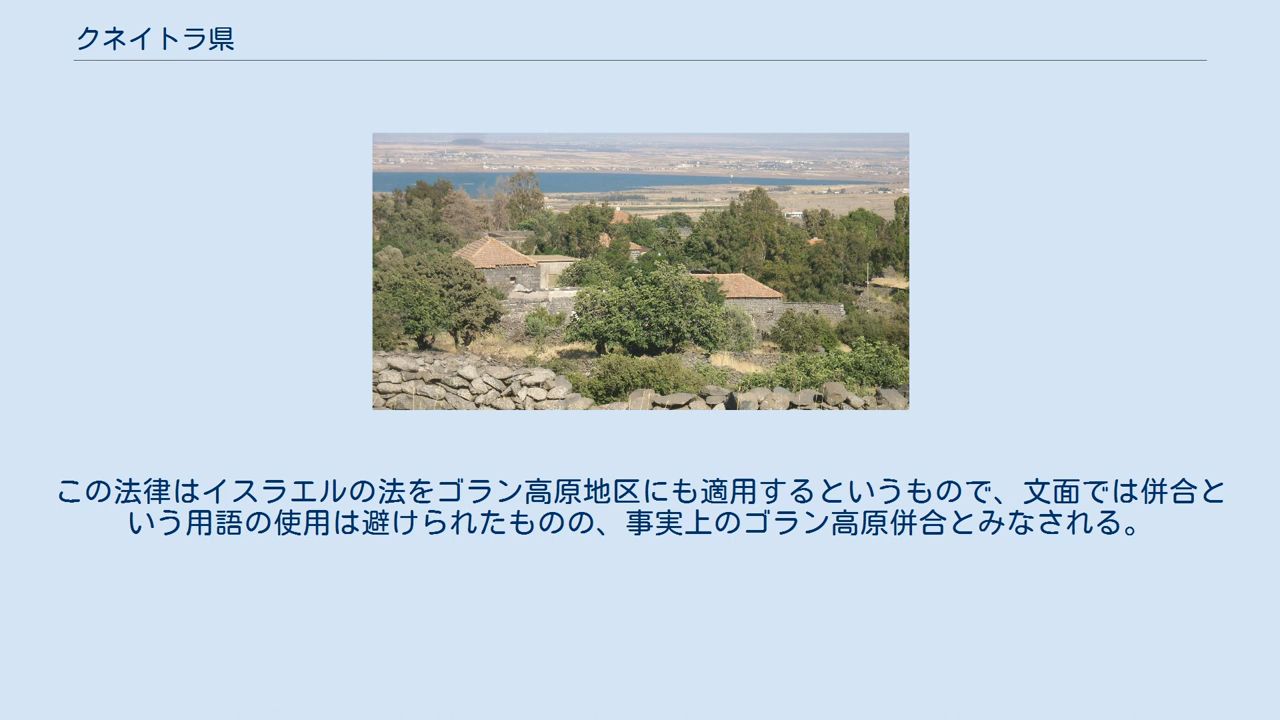 クネイトラ県
この法律はイスラエルの法をゴラン高原地区にも適用するというもので、文面では併合と
いう用語の使用は避けられたものの、事実上のゴラン高原併合とみなされる。